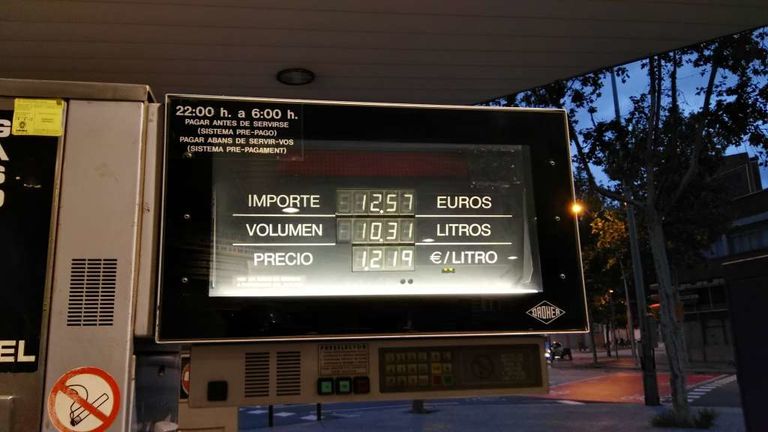 22:00 h. a 6:00 h.
PAGAR ANTES DE SERVIRSE
(SISTEMA PRE-PAGO)
PAGAR ABANS DE SERVIR-VOS
(SISTEMA PRE-PAGAMENT)
IMPORTE 12,57 EUROS
VOLUMEN 10,31 LITROS
PRECIO 1,219 €/LITRO
EL